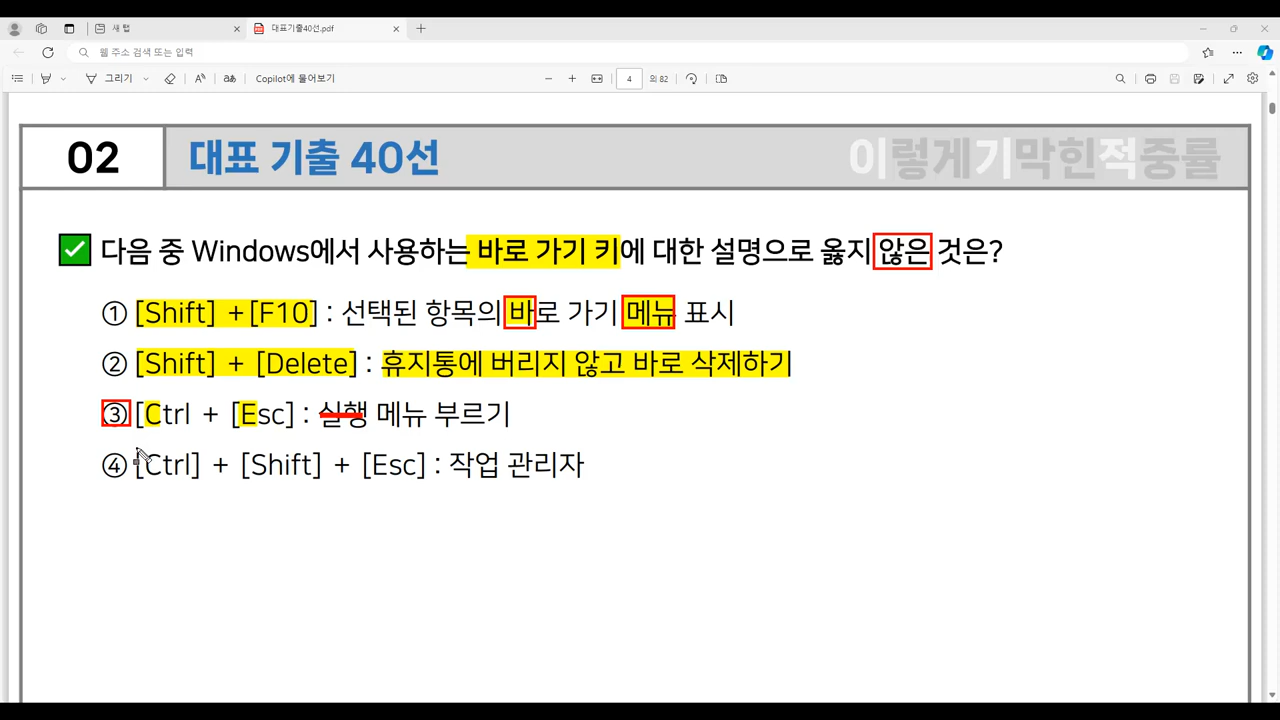 새 탭
대표기출40선.pdf
웹 주소 검색 또는 입력
그리기
가あ
Copilot에 물어보기
4
외 82
02
대표 기출 40선
이렇게기막힌적중률
다음 중 Windows에서 사용하는 바로 가기 키에 대한 설명으로 옳지 않은 것은?
① [Shift] +[F10] : 선택된 항목의 바로 가기 메뉴 표시
② [Shift] + [Delete] : 휴지통에 버리지 않고 바로 삭제하기
③ [Ctrl + [Esc] : 실행 메뉴 부르기
④ [Ctrl] + [Shift] + [Esc] : 작업 관리자